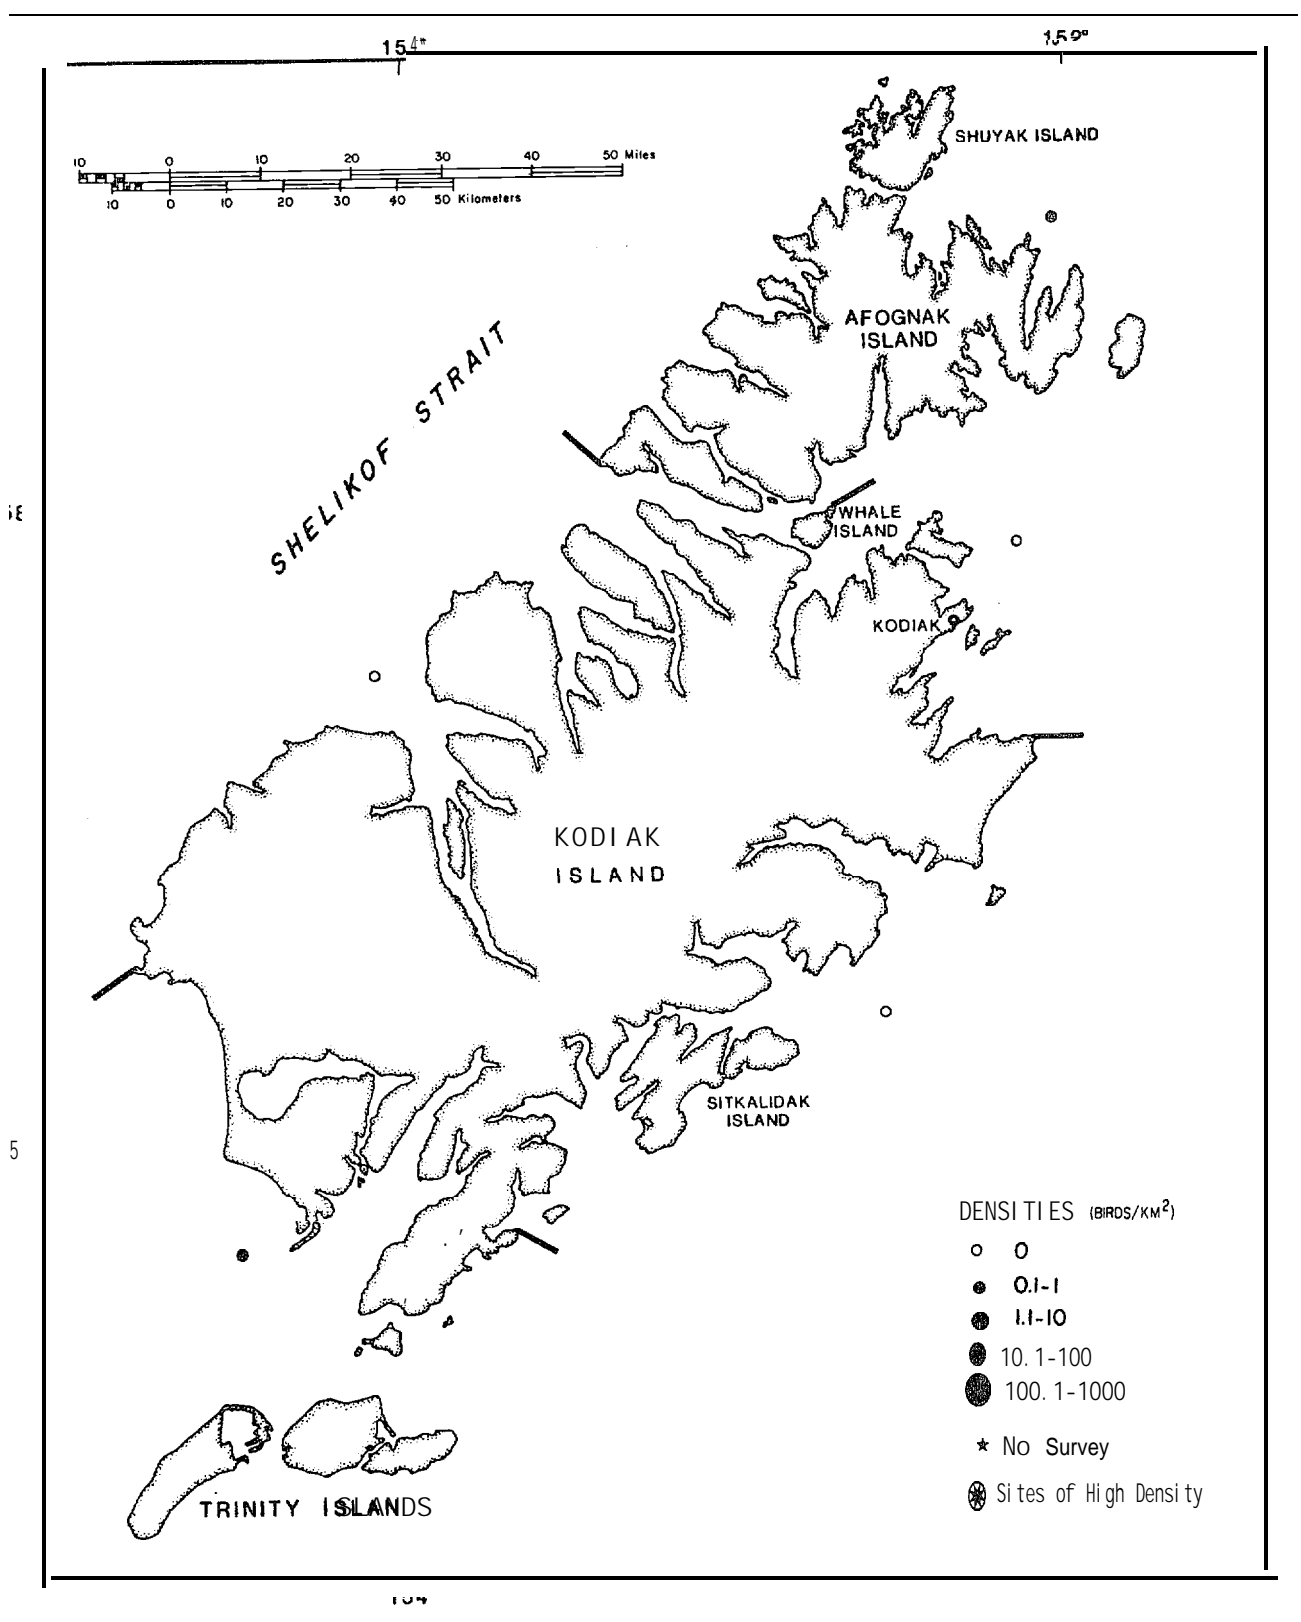 154°
159°
SHUYAK ISLAND
10 0 10 20 30 40 50 Miles
10 0 10 20 30 40 50 Kilometers
AFOGNAK
ISLAND
SHELIKOF STRAIT
WHALE
ISLAND
KODIAK
KODIAK
ISLAND
SITKALIDAK
ISLAND
5
DENSITIES (BIRDS/KM²)
0
0.1-1
1.1-10
10.1-100
100.1-1000
No Survey
Sites of High Density
TRINITY ISLANDS